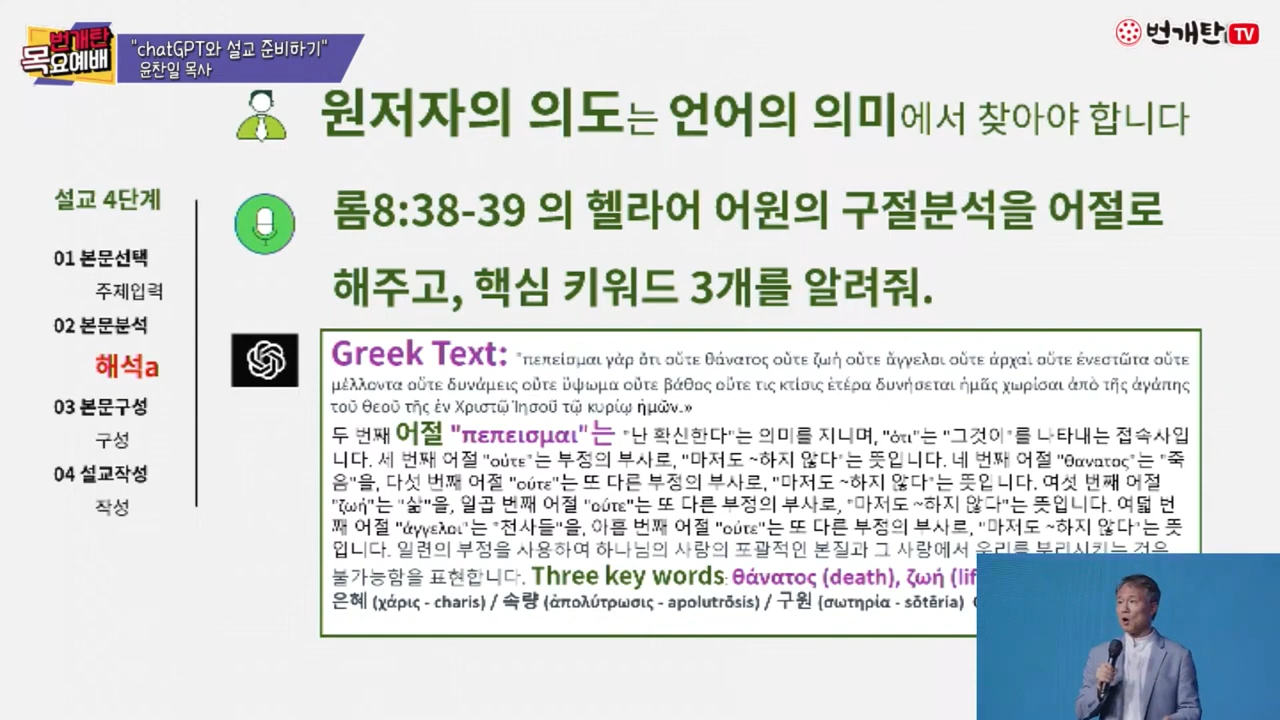 번개탄
목요예배
"chatGPT와 설교 준비하기"
윤찬일 목사
번개탄 TV
원저자의 의도는 언어의 의미에서 찾아야 합니다
설교 4단계
01 본문선택
주제입력
02 본문분석
해석a
03 본문구성
구성
04 설교작성
작성
롬8:38-39 의 헬라어 어원의 구절분석을 어절로
해주고, 핵심 키워드 3개를 알려줘.
Greek Text: "πεπείσμαι γὰρ ὅτι οὔτε θάνατος οὔτε ζωὴ οὔτε ἄγγελοι οὔτε ἀρχαὶ οὔτε ἐνεστῶτα οὔτε
μέλλοντα οὔτε δυνάμεις οὔτε ὕψωμα οὔτε βάθος οὔτε τις κτίσις ἑτέρα δυνήσεται ἡμᾶς χωρίσαι ἀπὸ τῆς ἀγάπης
τοῦ θεοῦ τῆς ἐν Χριστῷ Ἰησοῦ τῷ κυρίῳ ἡμῶν.»
두 번째 어절 "πεπεισμαι"는 "난 확신한다"는 의미를 지니며, "ὅτι"는 "그것이"를 나타내는 접속사입
니다. 세 번째 어절 "οὔτε"는 부정의 부사로, "마저도 ~하지 않다"는 뜻입니다. 네 번째 어절 "θανατος"는 "죽
음"을, 다섯 번째 어절 "οὔτε"는 또 다른 부정의 부사로, "마저도 ~하지 않다"는 뜻입니다. 여섯 번째 어절
"ζωή"는 "삶"을, 일곱 번째 어절 "οὔτε"는 또 다른 부정의 부사로, "마저도 ~하지 않다"는 뜻입니다. 여덟 번
째 어절 "ἄγγελοι"는 "천사들"을, 아홉 번째 어절 "οὔτε"는 또 다른 부정의 부사로, "마저도 ~하지 않다"는 뜻
입니다. 일련의 부정을 사용하여 하나님의 사랑의 포괄적인 본질과 그 사랑에서 우리를 분리시키는 것은
불가능함을 표현합니다. Three key words: θάνατος (death), ζωή (lif
은혜 (χάρις - charis) / 속량 (ἀπολύτρωσις - apolutrōsis) / 구원 (σωτηρία - sōtēria)